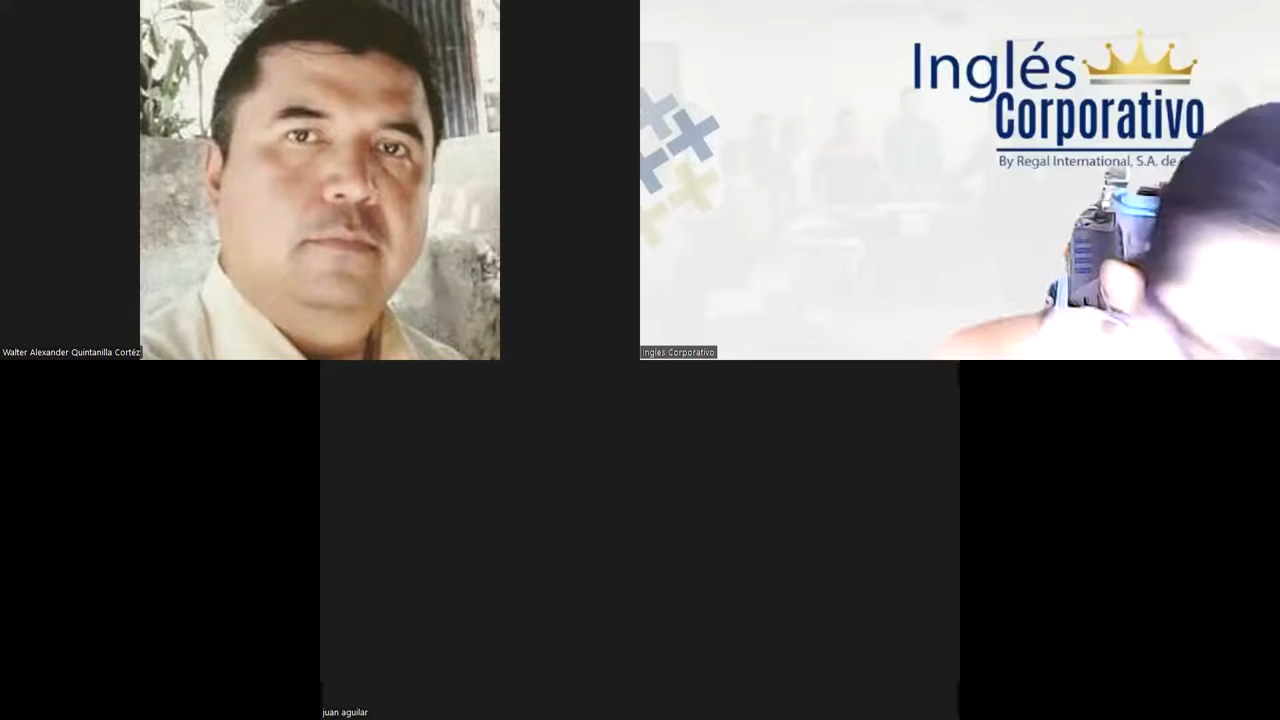 Inglés
Corporativo
By Regal International, S.A. de
Walter Alexander Quintanilla Cortéz
Ingles Corporativo
juan aguilar